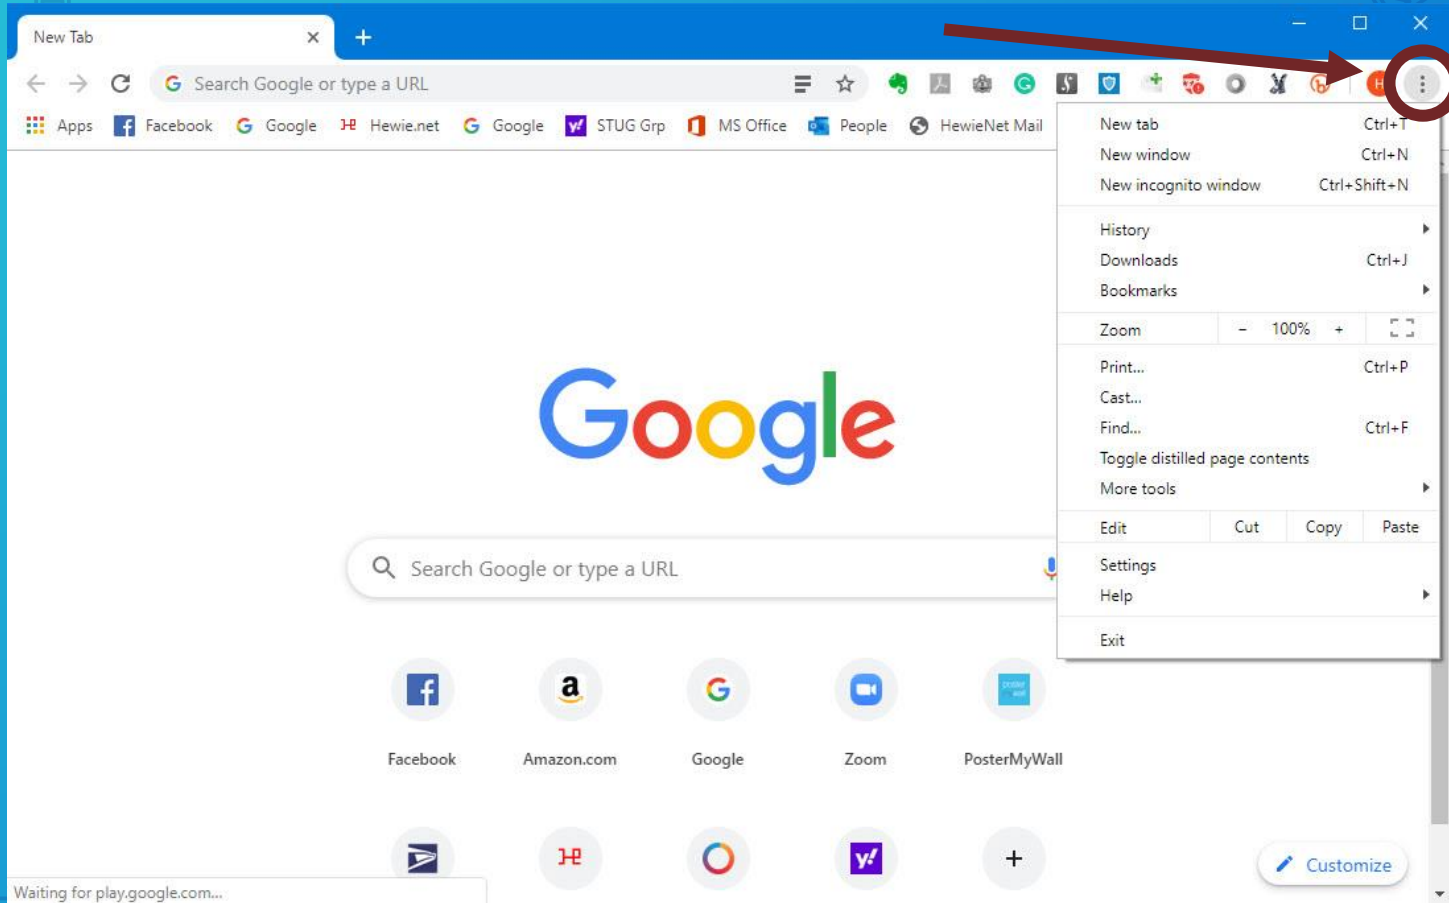 New Tab
Search Google or type a URL
H
Apps Facebook Google Hewie.net Google STUG Grp MS Office People HewieNet Mail
New tab Ctrl+T
New window Ctrl+N
New incognito window Ctrl+Shift+N
History
Downloads Ctrl+J
Bookmarks
Zoom - 100% +
Print... Ctrl+P
Cast...
Find... Ctrl+F
Toggle distilled page contents
More tools
Edit Cut Copy Paste
Settings
Help
Exit
Google
Search Google or type a URL
Facebook Amazon.com Google Zoom PosterMyWall
Customize
Waiting for play.google.com...